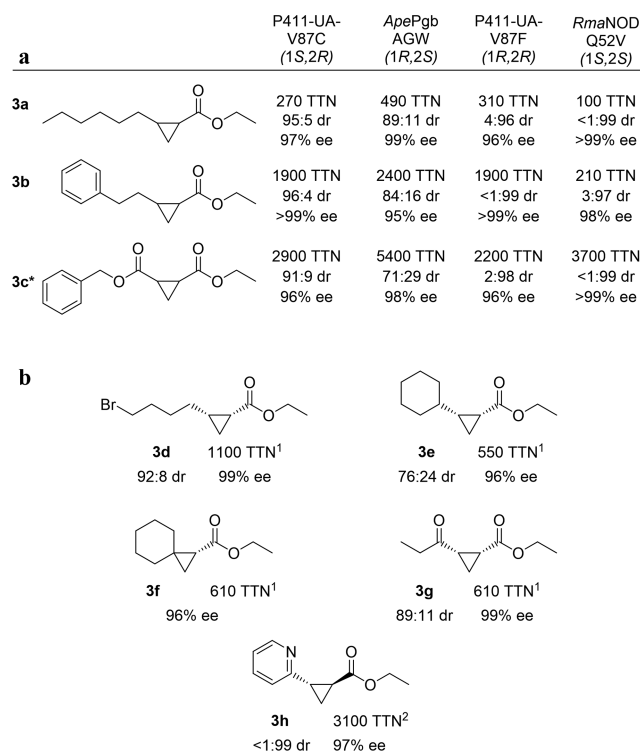 a
P411-UA-V87C (1S,2R)
ApePgb AGW (1R,2S)
P411-UA-V87F (1R,2R)
RmaNOD Q52V (1S,2S)
3a
O
O
270 TTN 490 TTN 310 TTN 100 TTN
95:5 dr 89:11 dr 4:96 dr <1:99 dr
97% ee 99% ee 96% ee >99% ee
3b
O
O
1900 TTN 2400 TTN 1900 TTN 210 TTN
96:4 dr 84:16 dr <1:99 dr 3:97 dr
>99% ee 95% ee >99% ee 98% ee
3c*
O O
O O
2900 TTN 5400 TTN 2200 TTN 3700 TTN
91:9 dr 71:29 dr 2:98 dr <1:99 dr
96% ee 98% ee 96% ee >99% ee
b
Br
O
O
3d 1100 TTN¹
92:8 dr 99% ee
O
O
3e 550 TTN¹
76:24 dr 96% ee
O
O
3f 610 TTN¹
96% ee
O O
O
3g 610 TTN¹
89:11 dr 99% ee
N
O
O
3h 3100 TTN²
<1:99 dr 97% ee